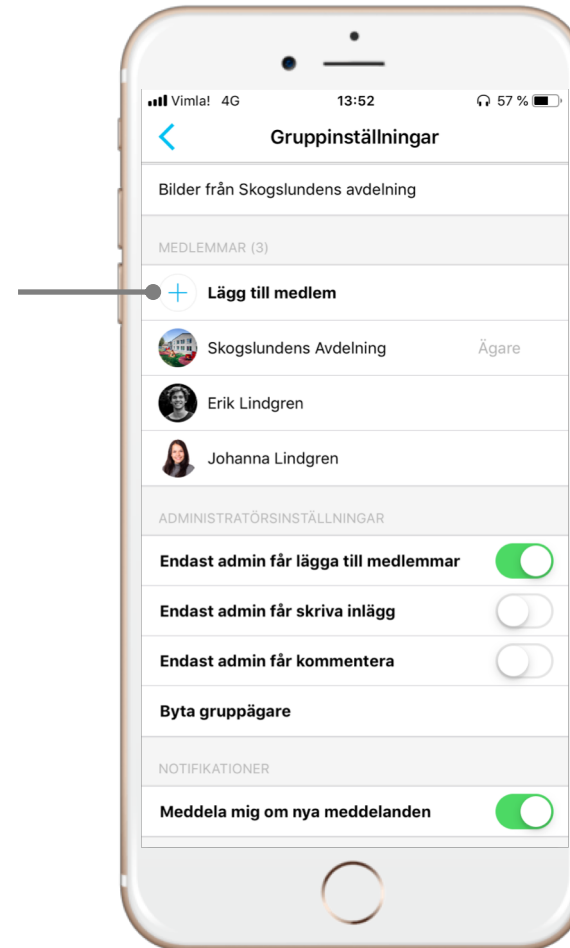 Vimla! 4G 13:52 57 %
Gruppinställningar
Bilder från Skogslundens avdelning
MEDLEMMAR (3)
Lägg till medlem
Skogslundens Avdelning Ägare
Erik Lindgren
Johanna Lindgren
ADMINISTRATÖRSINSTÄLLNINGAR
Endast admin får lägga till medlemmar
Endast admin får skriva inlägg
Endast admin får kommentera
Byta gruppägare
NOTIFIKATIONER
Meddela mig om nya meddelanden